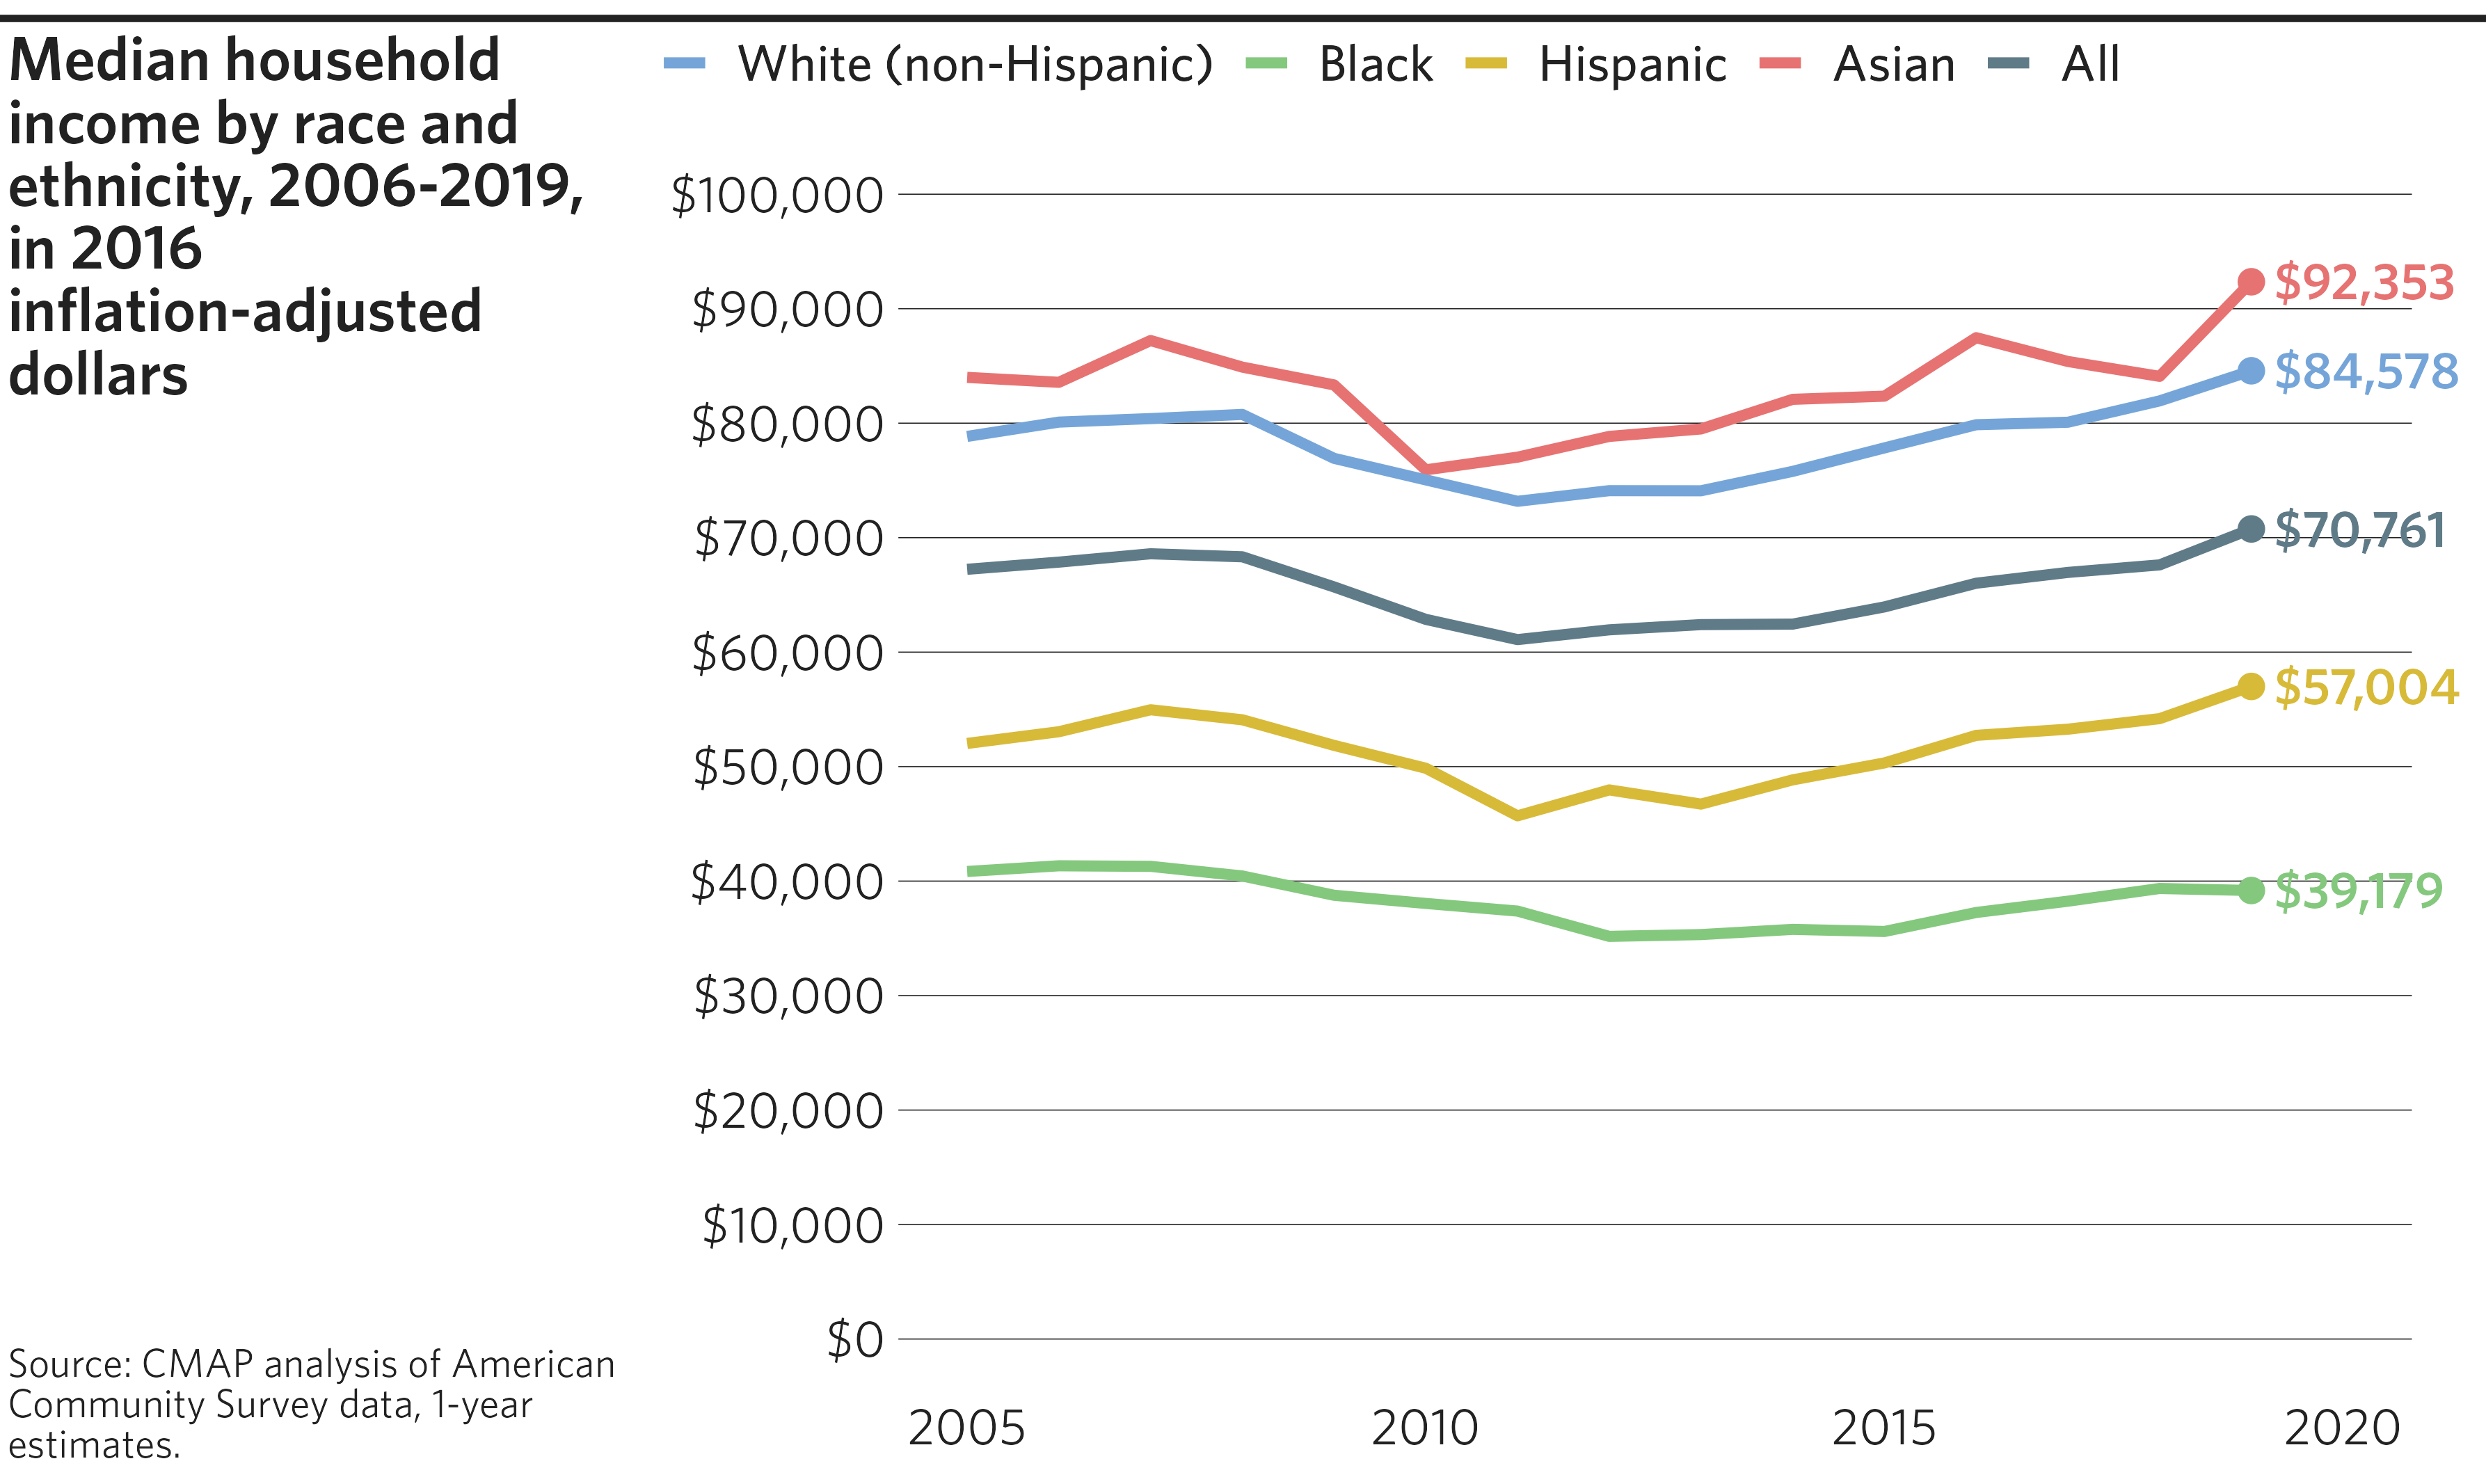 Median household
income by race and
ethnicity, 2006-2019,
in 2016
inflation-adjusted
dollars
White (non-Hispanic) Black Hispanic Asian All
$100,000
$90,000
$80,000
$70,000
$60,000
$50,000
$40,000
$30,000
$20,000
$10,000
$0
$92,353
$84,578
$70,761
$57,004
$39,179
2005 2010 2015 2020
Source: CMAP analysis of American
Community Survey data, 1-year
estimates.